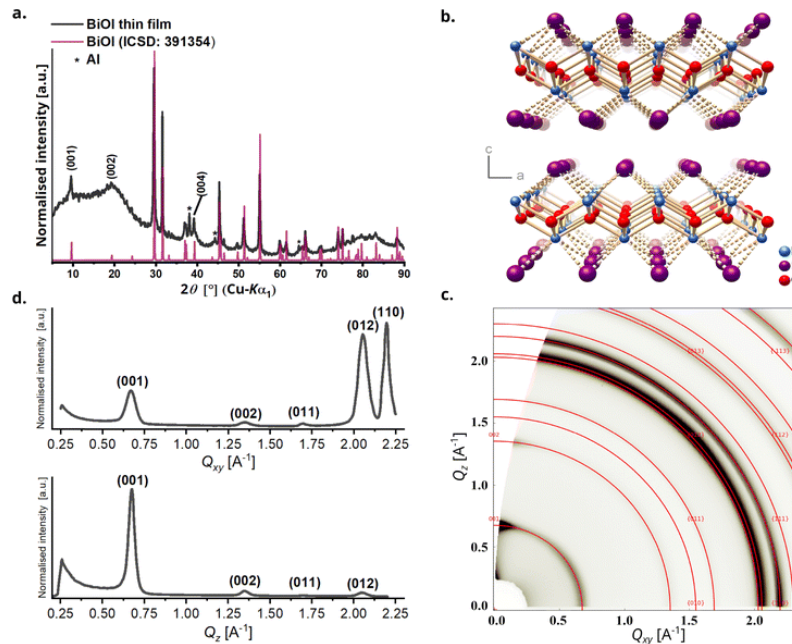 a.
BiOI thin film
BiOI (ICSD: 391354)
* Al
(001)
(002)
*
(004)
*
*
Normalised intensity [a.u.]
10 20 30 40 50 60 70 80 90
2θ [°] (Cu-Kα₁)
b.
c
a
d.
Normalised intensity [a.u.]
(001)
(002)
(011)
(012)
(110)
0.25 0.50 0.75 1.00 1.25 1.50 1.75 2.00 2.25
Qxy [A⁻¹]
Normalised intensity [a.u.]
(001)
(002)
(011)
(012)
0.25 0.50 0.75 1.00 1.25 1.50 1.75 2.00 2.25
Qz [A⁻¹]
c.
2.0
1.5
1.0
0.5
0.0
Qz [A⁻¹]
002
0.0 0.5 1.0 1.5 2.0
Qxy [A⁻¹]